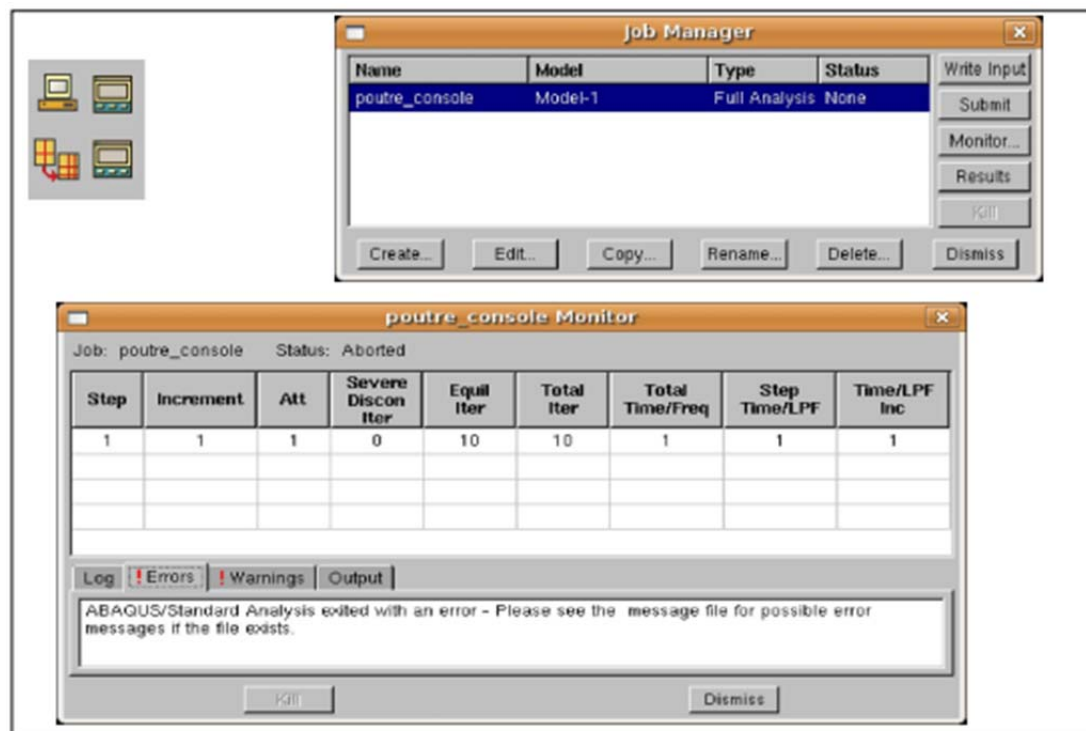 Job Manager
Name Model Type Status
poutre_console Model-1 Full Analysis None
Write Input
Submit
Monitor...
Results
Kill
Create... Edit... Copy... Rename... Delete... Dismiss
poutre_console Monitor
Job: poutre_console Status: Aborted
Step Increment Att Severe Discon Iter Equil Iter Total Iter Total Time/Freq Step Time/LPF Time/LPF Inc
1 1 1 0 10 10 1 1 1
Log ! Errors ! Warnings Output
ABAQUS/Standard Analysis exited with an error - Please see the message file for possible error
messages if the file exists.
Kill Dismiss